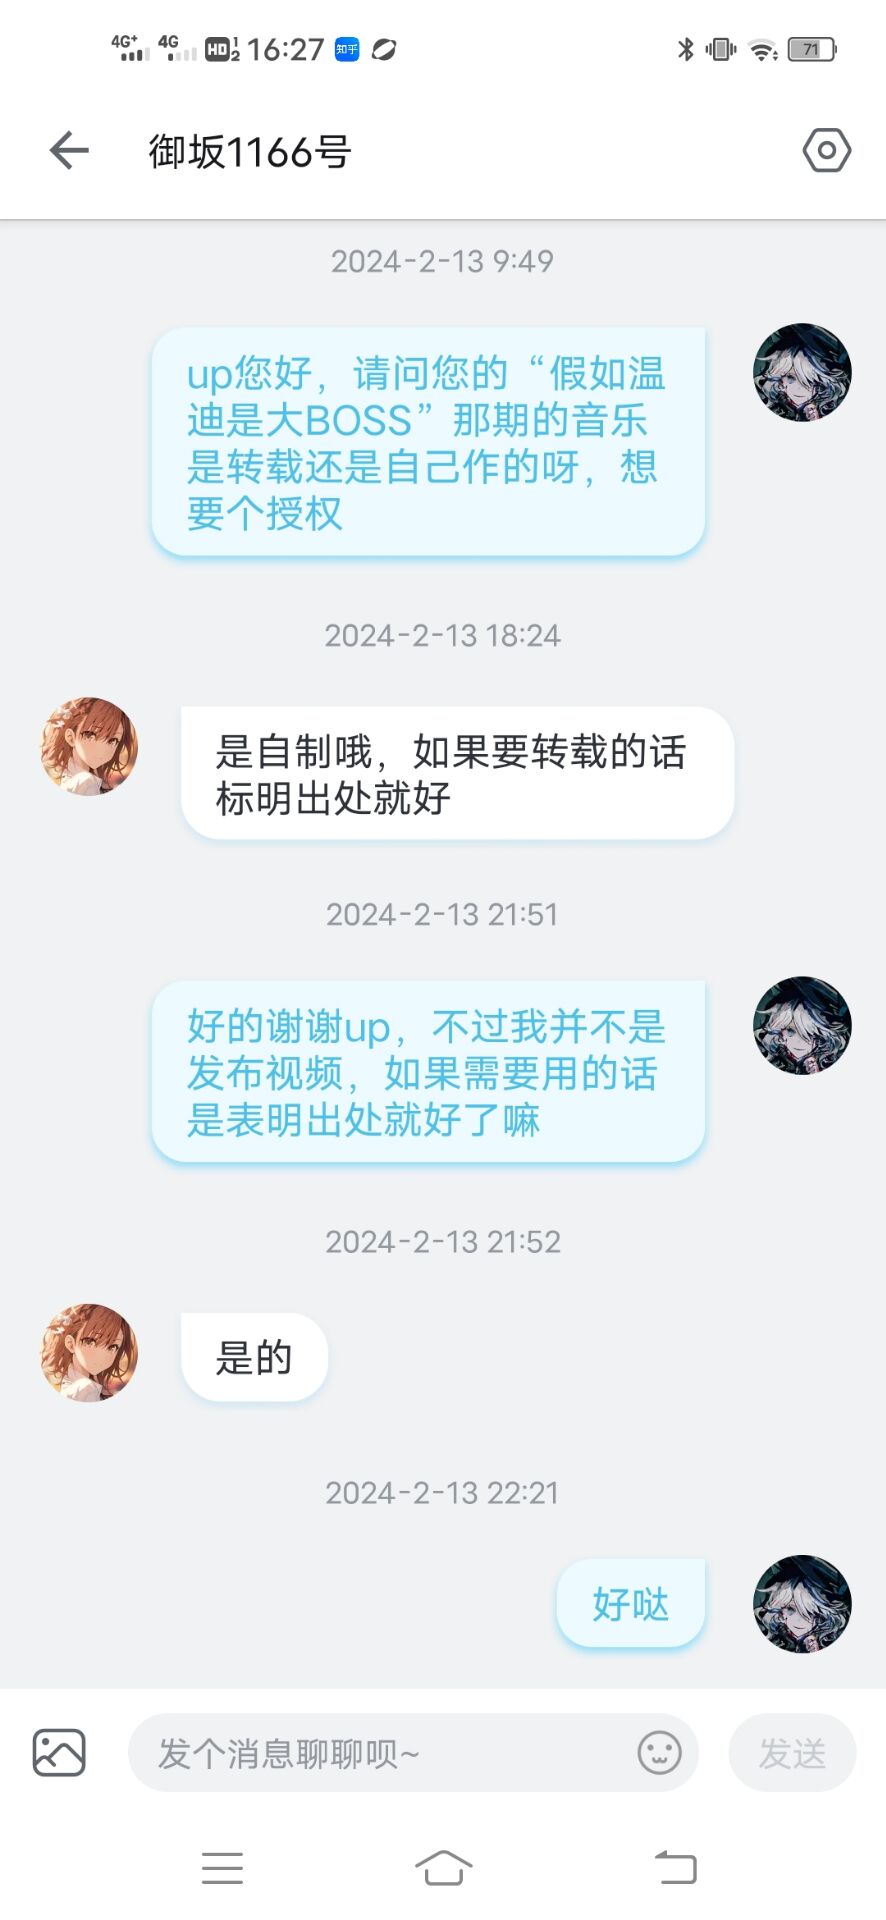 4G+ 4G HD 1 2 16:27 知乎 71
御坂1166号
2024-2-13 9:49
up您好，请问您的“假如温
迪是大BOSS”那期的音乐
是转载还是自己作的呀，想
要个授权
2024-2-13 18:24
是自制哦，如果要转载的话
标明出处就好
2024-2-13 21:51
好的谢谢up，不过我并不是
发布视频，如果需要用的话
是表明出处就好了嘛
2024-2-13 21:52
是的
2024-2-13 22:21
好哒
发个消息聊聊呗~
发送